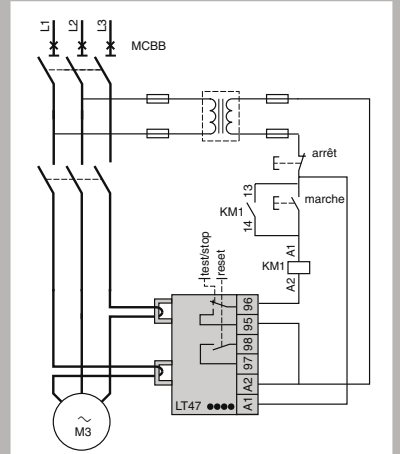 L1
L2
L3
MCBB
arrêt
marche
13
14
KM1
A1
A2
KM1
test/stop
reset
96
95
98
97
A2
A1
LT47
M3